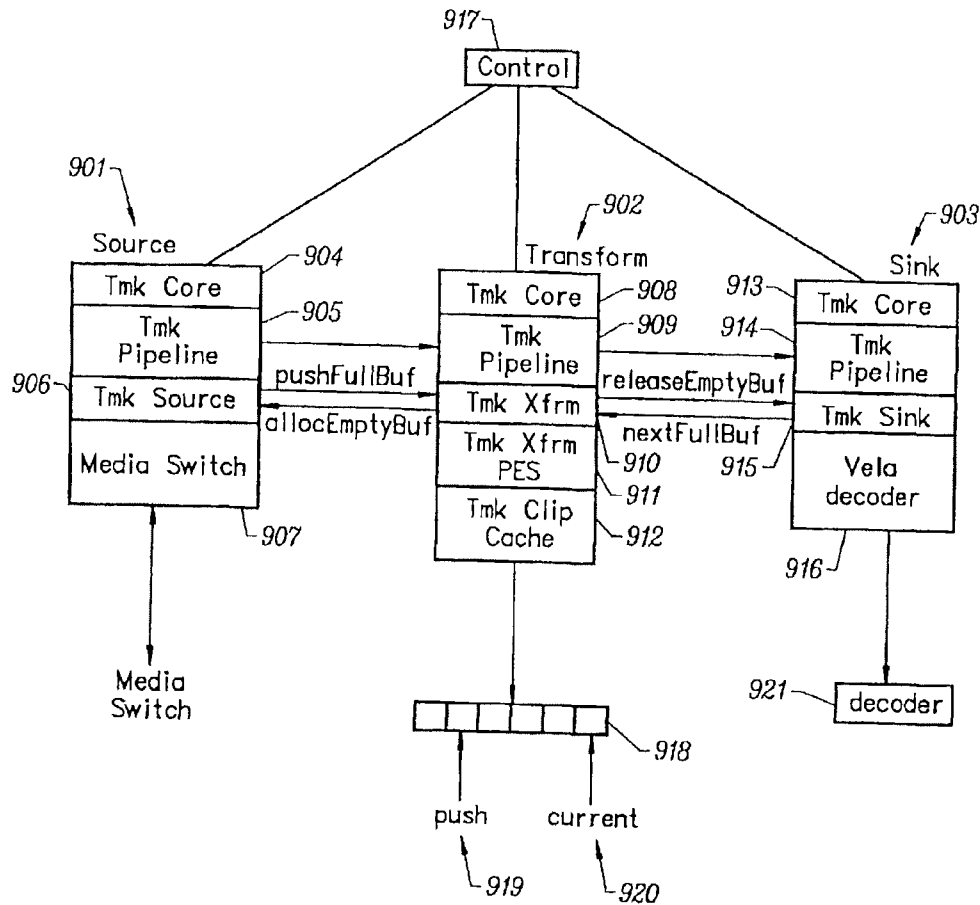 917
Control
901
902
903
Source
904
Transform
Sink
Tmk Core
905
Tmk
Pipeline
906
pushFullBuf
Tmk Source
allocEmptyBuf
Media Switch
907
Media
Switch
Tmk Core
908
909
Tmk
Pipeline
releaseEmptyBuf
Tmk Xfrm
nextFullBuf
910
Tmk Xfrm
PES
911
Tmk Clip
Cache
912
913
Tmk Core
914
Tmk
Pipeline
Tmk Sink
915
Vela
decoder
916
921
decoder
918
push
current
919
920